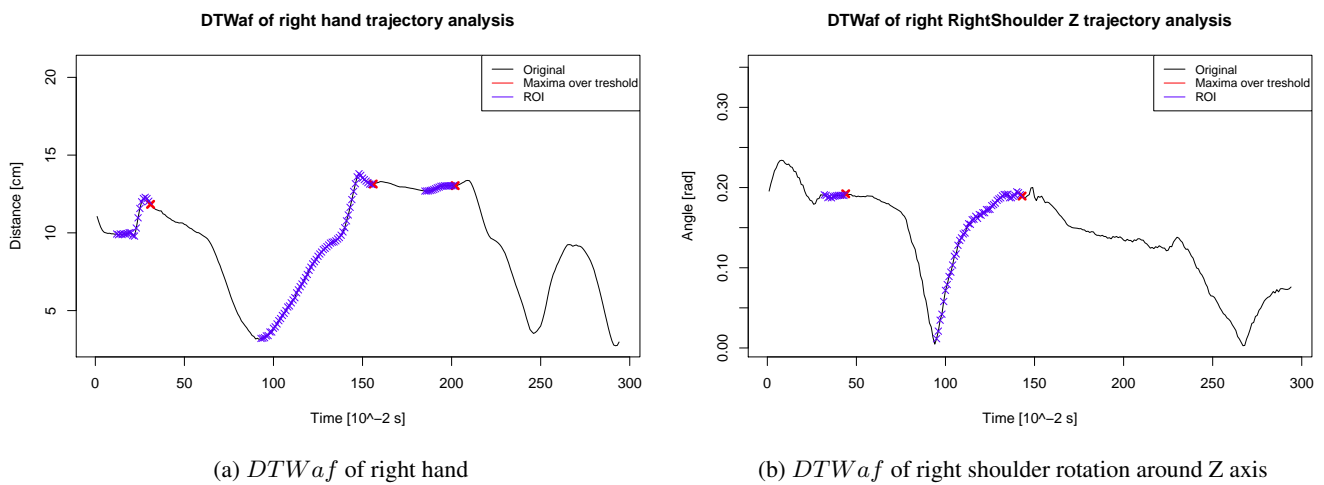 DTWaf of right hand trajectory analysis
Distance [cm]
20
15
10
5
Original
Maxima over treshold
ROI
0 50 100 150 200 250 300
Time [10^−2 s]
(a) DTWaf of right hand
DTWaf of right RightShoulder Z trajectory analysis
Angle [rad]
0.30
0.20
0.10
0.00
Original
Maxima over treshold
ROI
0 50 100 150 200 250 300
Time [10^−2 s]
(b) DTWaf of right shoulder rotation around Z axis